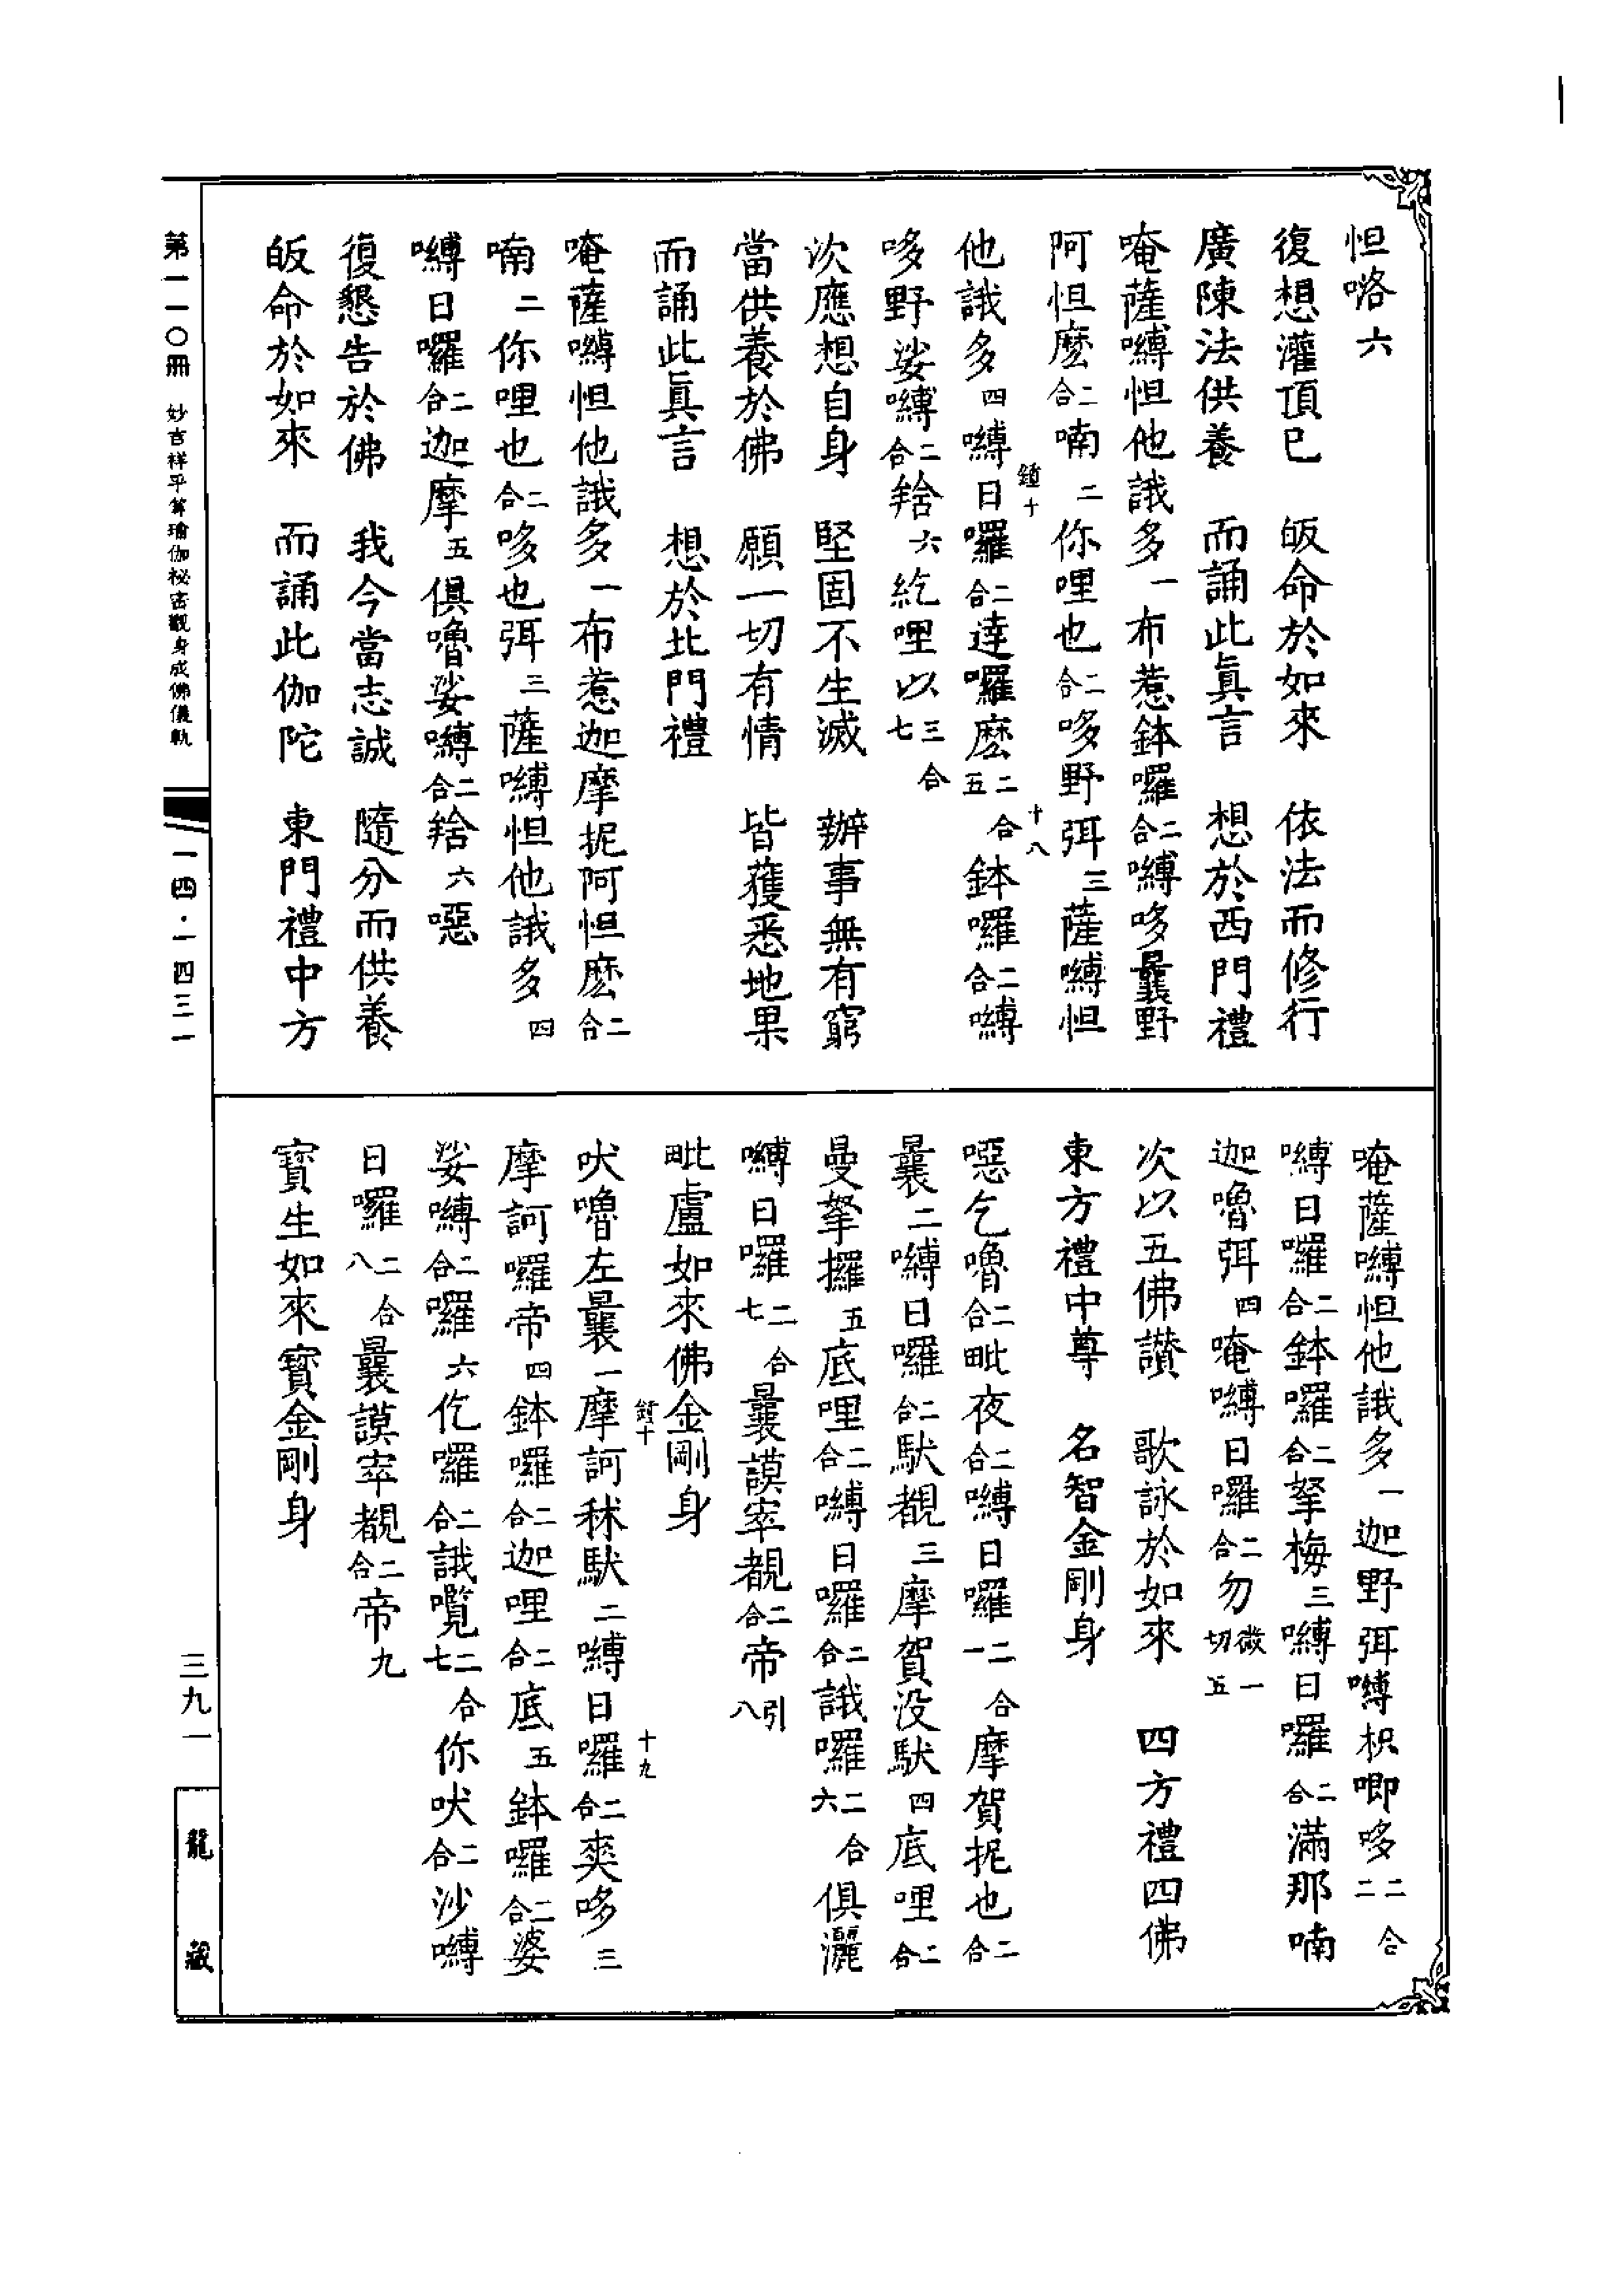 怛咯六
復想灌頂已　皈命於如來　依法而修行
廣陳法供養　而誦此眞言　想於西門禮
唵薩嚩怛他誐多一布惹鉢囉二合嚩哆曩野
阿怛麼二合喃二你哩也二合哆野弭三薩嚩怛
他誐多四嚩日囉二合達囉麼二合五鉢囉二合嚩
哆野娑嚩二合𭉨六紇哩以三合七
次應想自身　堅固不生滅　辦事無有窮
當供養於佛　願一切有情　皆獲悉地果
而誦此眞言　想於北門禮
唵薩嚩怛他誐多一布惹迦摩抳阿怛麼二合
喃二你哩也二合哆也弭三薩嚩怛他誐多四
嚩日囉二合迦摩五俱嚕娑嚩二合𭉨六噁
復懇告於佛　我今當志誠　隨分而供養
皈命於如來　而誦此伽陀　東門禮中方
鍾十
十八
唵薩嚩怛他誐多一迦野弭嚩枳唧哆二合二
嚩日囉二合鉢囉二合拏梅三嚩日囉二合滿那喃
迦嚕弭四唵嚩日囉二合勿微一切五
次以五佛讚　歌詠於如來　四方禮四佛
東方禮中尊　名智金剛身
噁乞嚕二合毗夜二合嚩日囉二合一摩賀抳也二合
曩二嚩日囉二合馱覩三摩賀没馱四底哩二合
曼拏攞五底哩二合嚩日囉二合誐囉二合六俱灑
嚩日囉二合七曩謨窣覩二合帝引八
毗盧如來佛金剛身
吠嚕左曩一摩訶秫馱二嚩日囉二合奕哆三
摩訶囉帝四鉢囉二合迦哩二合底五鉢囉二合婆
娑嚩二合囉六仡囉二合誐覽二合七你吠二合沙嚩
日囉二合八曩謨窣覩二合帝九
寶生如來寶金剛身
鍾十
十九
第一一〇冊　妙吉祥平等瑜伽秘密觀身成佛儀軌
一四·一四三一
三九一
龍藏